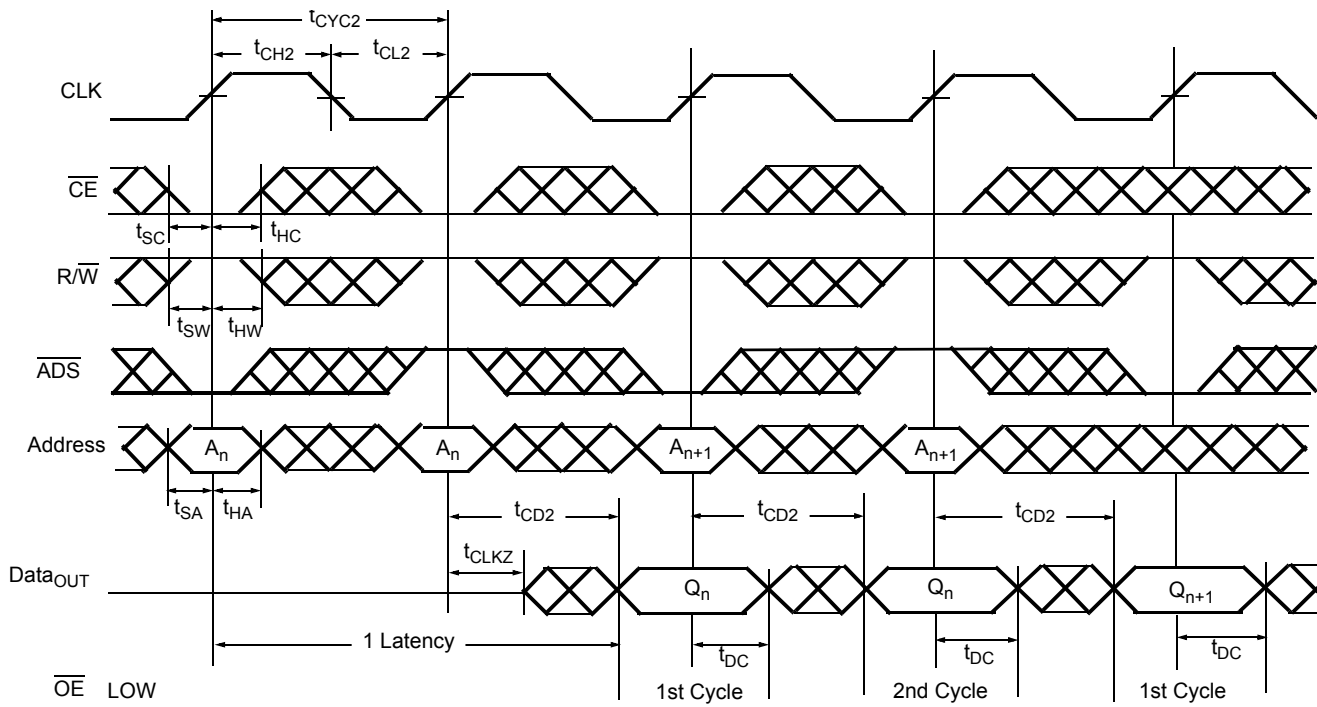 tCYC2
tCH2 tCL2
CLK
CE
tSC tHC
R/W
tSW tHW
ADS
Address An An An+1 An+1
tSA tHA tCD2 tCD2 tCD2
tCLKZ
DataOUT Qn Qn Qn+1
1 Latency tDC tDC tDC
OE LOW 1st Cycle 2nd Cycle 1st Cycle